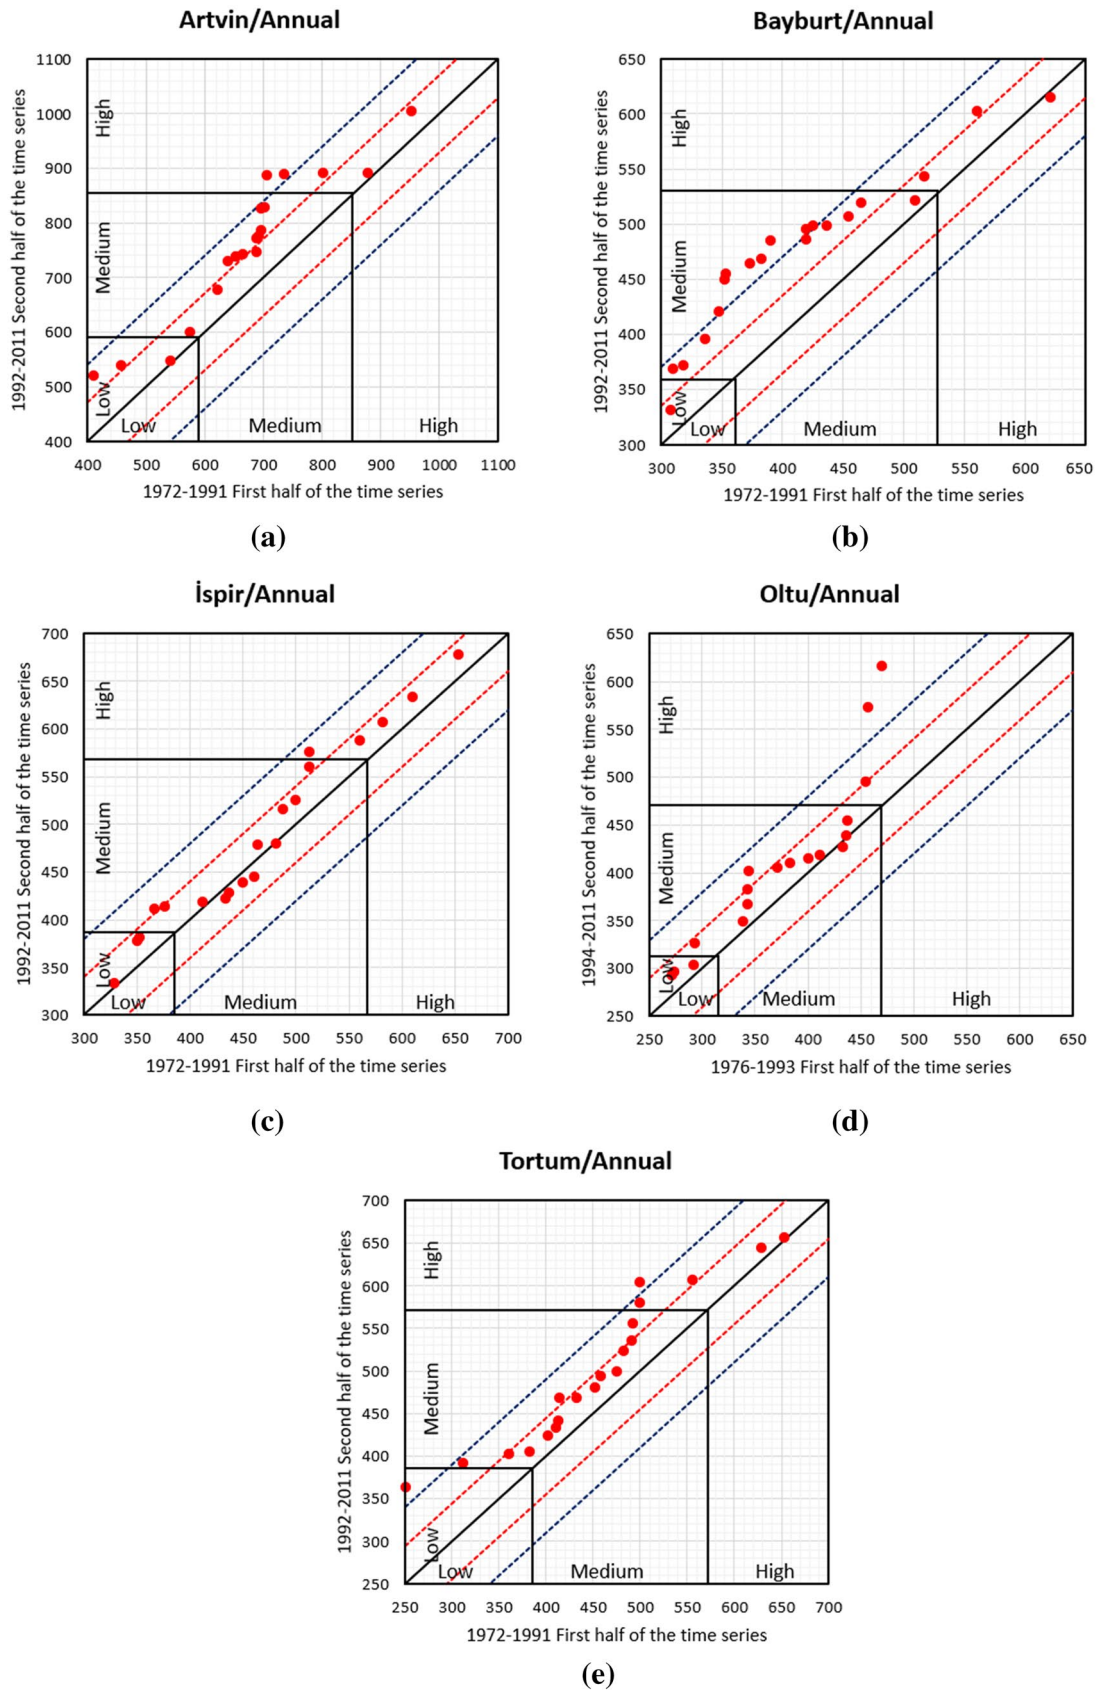 Artvin/Annual
1992-2011 Second half of the time series
1100
1000
900
800
700
600
500
400
High
Medium
Low
Low Medium High
400 500 600 700 800 900 1000 1100
1972-1991 First half of the time series
(a)
Bayburt/Annual
1992-2011 Second half of the time series
650
600
550
500
450
400
350
300
High
Medium
Low
Low Medium High
300 350 400 450 500 550 600 650
1972-1991 First half of the time series
(b)
İspir/Annual
1992-2011 Second half of the time series
700
650
600
550
500
450
400
350
300
High
Medium
Low
Low Medium High
300 350 400 450 500 550 600 700
1972-1991 First half of the time series
(c)
Oltu/Annual
1994-2011 Second half of the time series
650
600
550
500
450
400
350
300
250
High
Medium
Low
Low Medium High
250 300 350 400 450 500 550 600 650
1976-1993 First half of the time series
(d)
Tortum/Annual
1992-2011 Second half of the time series
700
650
600
550
500
450
400
350
300
250
High
Medium
Low
Low Medium High
250 300 350 400 450 500 550 600 650 700
1972-1991 First half of the time series
(e)